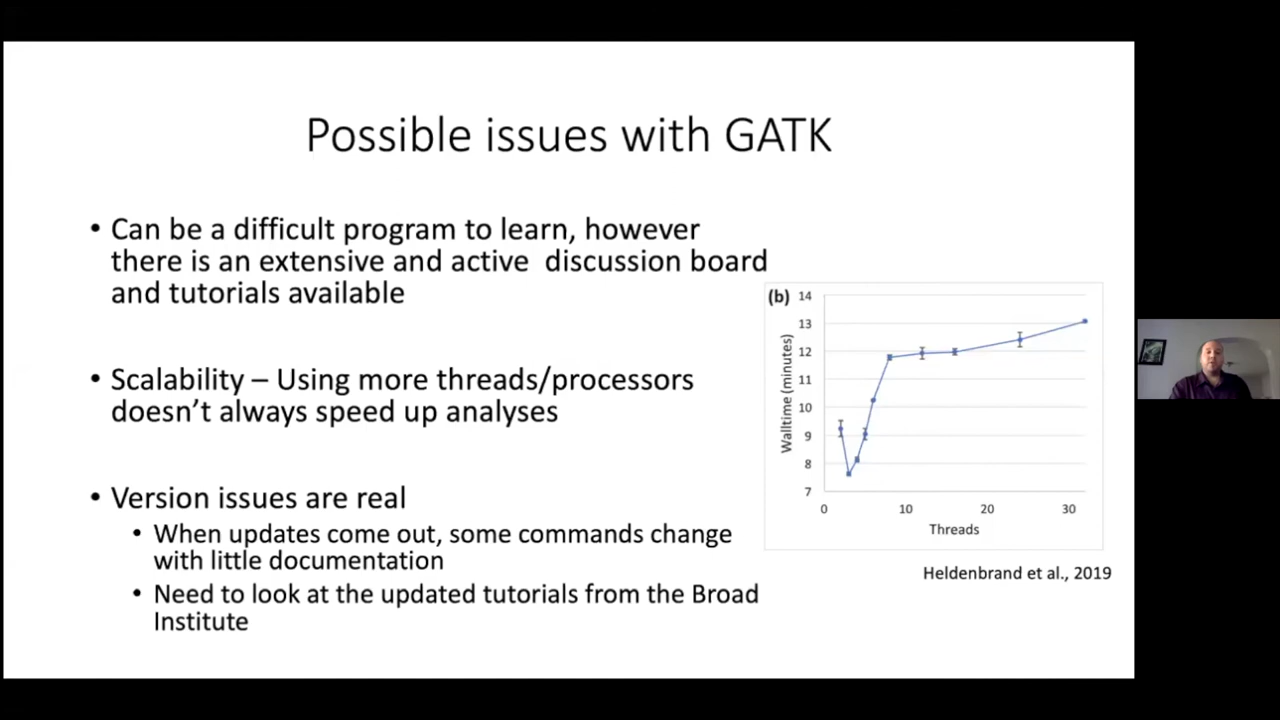 Possible issues with GATK
• Can be a difficult program to learn, however
there is an extensive and active discussion board
and tutorials available
• Scalability – Using more threads/processors
doesn't always speed up analyses
• Version issues are real
• When updates come out, some commands change
with little documentation
• Need to look at the updated tutorials from the Broad
Institute
(b)
Walltime (minutes)
14
13
12
11
10
9
8
7
0 10 20 30
Threads
Heldenbrand et al., 2019